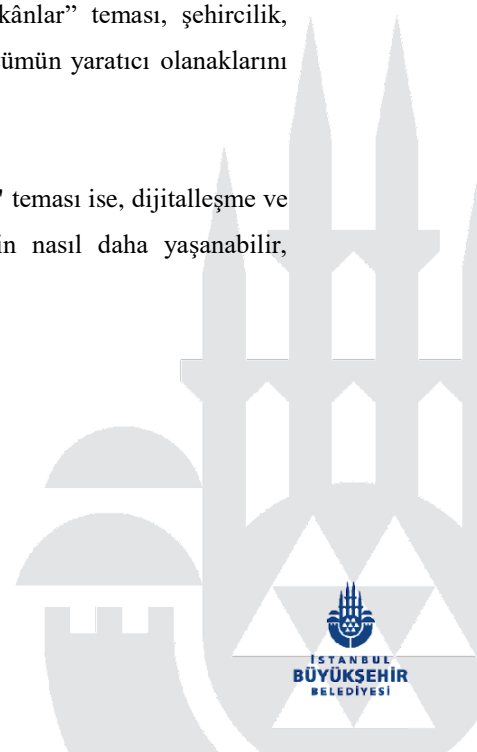 kânlar” teması, şehircilik,
ümün yaratıcı olanaklarını
teması ise, dijitalleşme ve
in nasıl daha yaşanabilir,
İSTANBUL
BÜYÜKŞEHİR
BELEDİYESİ